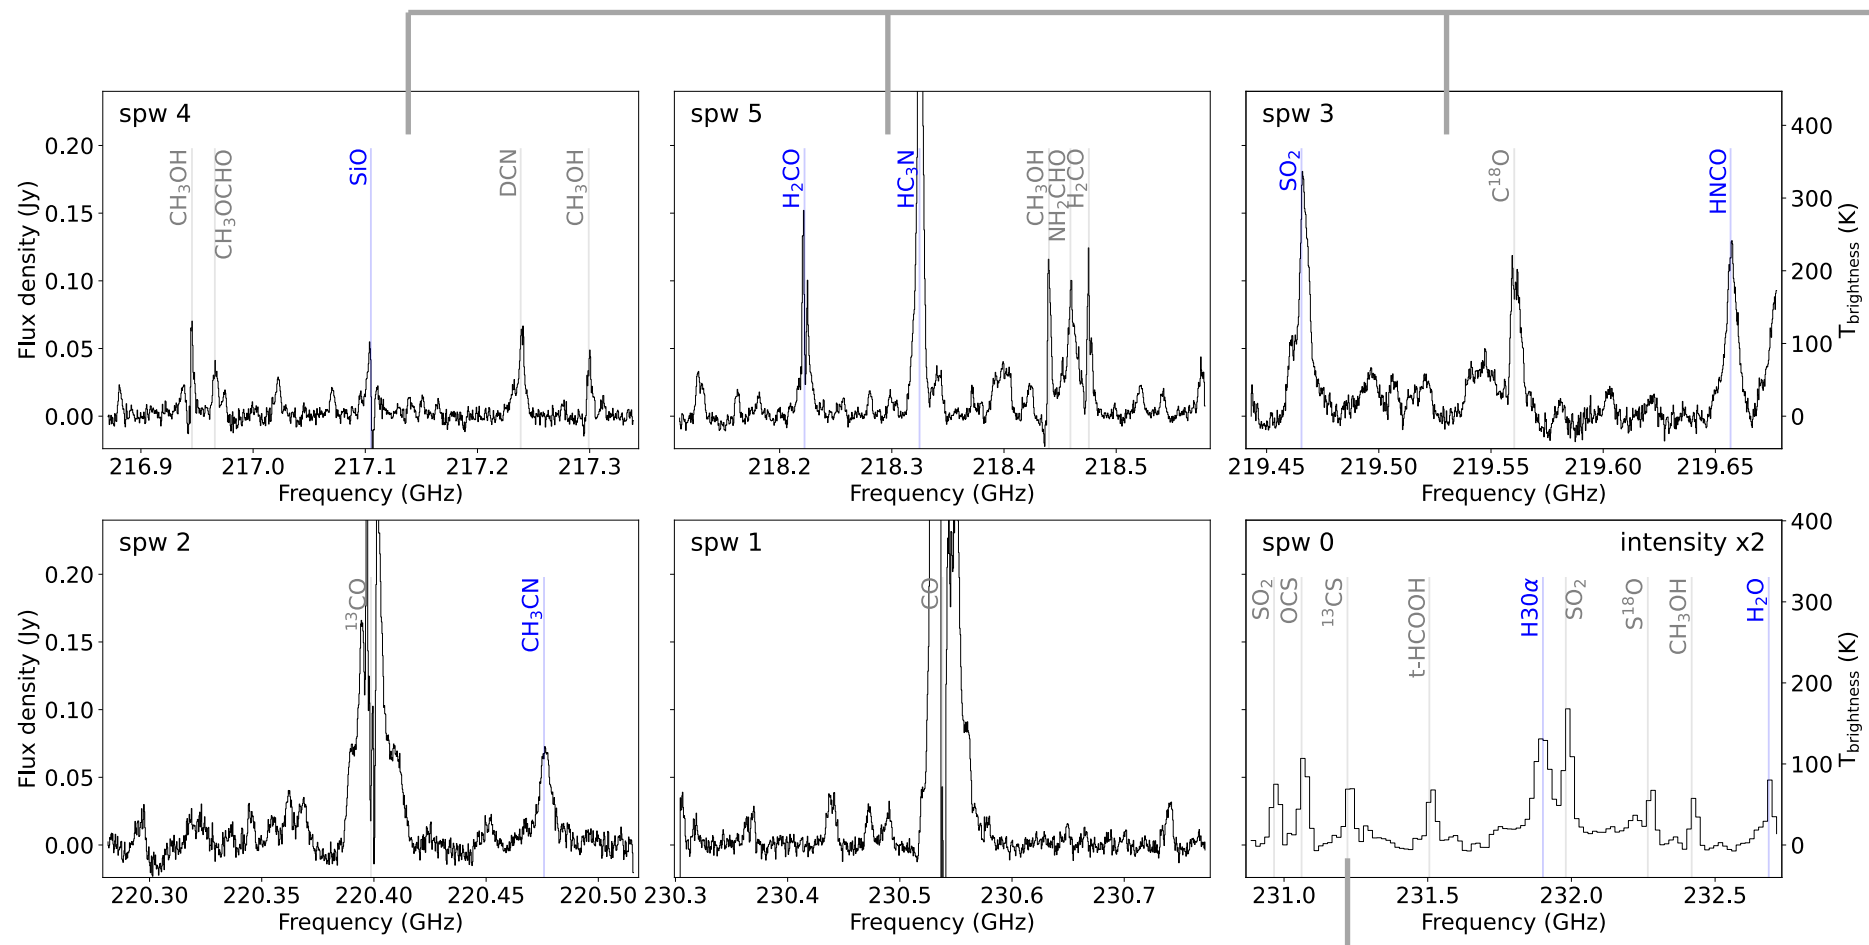 spw 4
spw 5
spw 3
CH₃OH
CH₃OCHO
SiO
DCN
CH₃OH
H₂CO
HC₃N
CH₃OH
NH₂CHO
H₂CO
SO₂
C¹⁸O
HNCO
Flux density (Jy)
0.20
0.15
0.10
0.05
0.00
400
300
200
100
0
T_brightness (K)
216.9 217.0 217.1 217.2 217.3
218.2 218.3 218.4 218.5
219.45 219.50 219.55 219.60 219.65
Frequency (GHz)
Frequency (GHz)
Frequency (GHz)
spw 2
spw 1
spw 0
intensity x2
¹³CO
CH₃CN
CO
SO₂
OCS
¹³CS
t-HCOOH
H30α
SO₂
S¹⁸O
CH₃OH
H₂O
Flux density (Jy)
0.20
0.15
0.10
0.05
0.00
400
300
200
100
0
T_brightness (K)
220.30 220.35 220.40 220.45 220.50
230.3 230.4 230.5 230.6 230.7
231.0 231.5 232.0 232.5
Frequency (GHz)
Frequency (GHz)
Frequency (GHz)